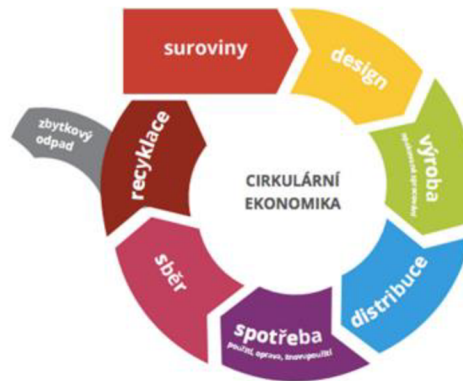 suroviny
design
výroba
distribuce
spotřeba
použití, oprava, znovupoužití
sběr
recyklace
zbytkový
odpad
CIRKULÁRNÍ
EKONOMIKA